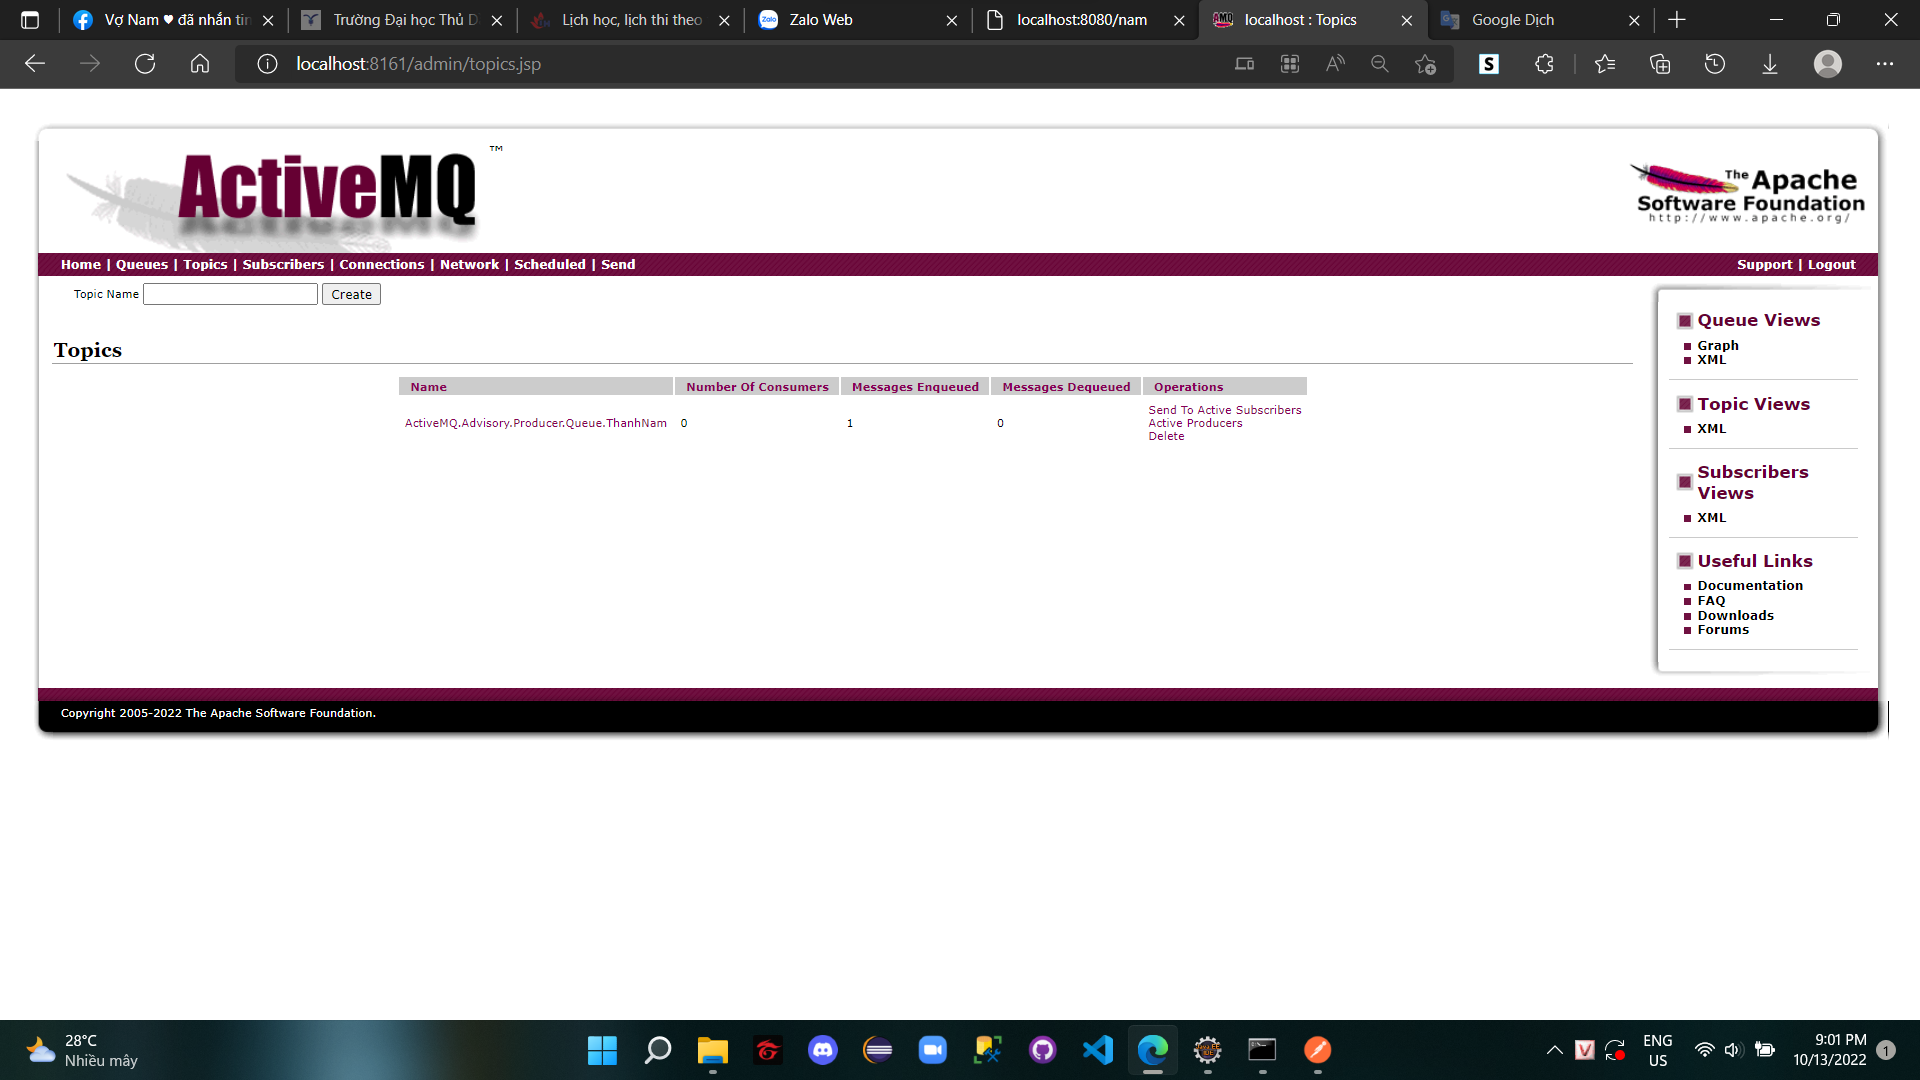 Vợ Nam ♥ đã nhắn tin
Trường Đại học Thủ D
Lịch học, lịch thi theo
Zalo Web
localhost:8080/nam
localhost : Topics
Google Dịch
localhost:8161/admin/topics.jsp
ActiveMQ ™
The Apache
Software Foundation
http://www.apache.org/
Home | Queues | Topics | Subscribers | Connections | Network | Scheduled | Send
Support | Logout
Topic Name
Create
Topics
Name Number Of Consumers Messages Enqueued Messages Dequeued Operations
ActiveMQ.Advisory.Producer.Queue.ThanhNam 0 1 0
Send To Active Subscribers
Active Producers
Delete
Queue Views
Graph
XML
Topic Views
XML
Subscribers
Views
XML
Useful Links
Documentation
FAQ
Downloads
Forums
Copyright 2005-2022 The Apache Software Foundation.
28°C
Nhiều mây
ENG
US
9:01 PM
10/13/2022
1